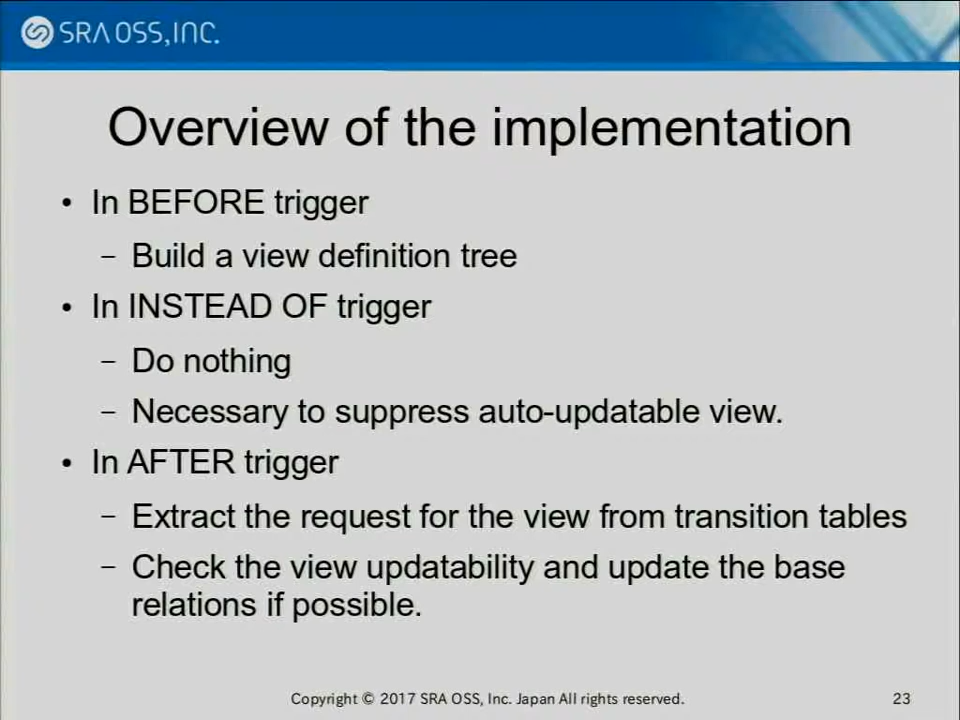 SRA OSS, INC.
Overview of the implementation
• In BEFORE trigger
– Build a view definition tree
• In INSTEAD OF trigger
– Do nothing
– Necessary to suppress auto-updatable view.
• In AFTER trigger
– Extract the request for the view from transition tables
– Check the view updatability and update the base
relations if possible.
Copyright © 2017 SRA OSS, Inc. Japan All rights reserved.
23